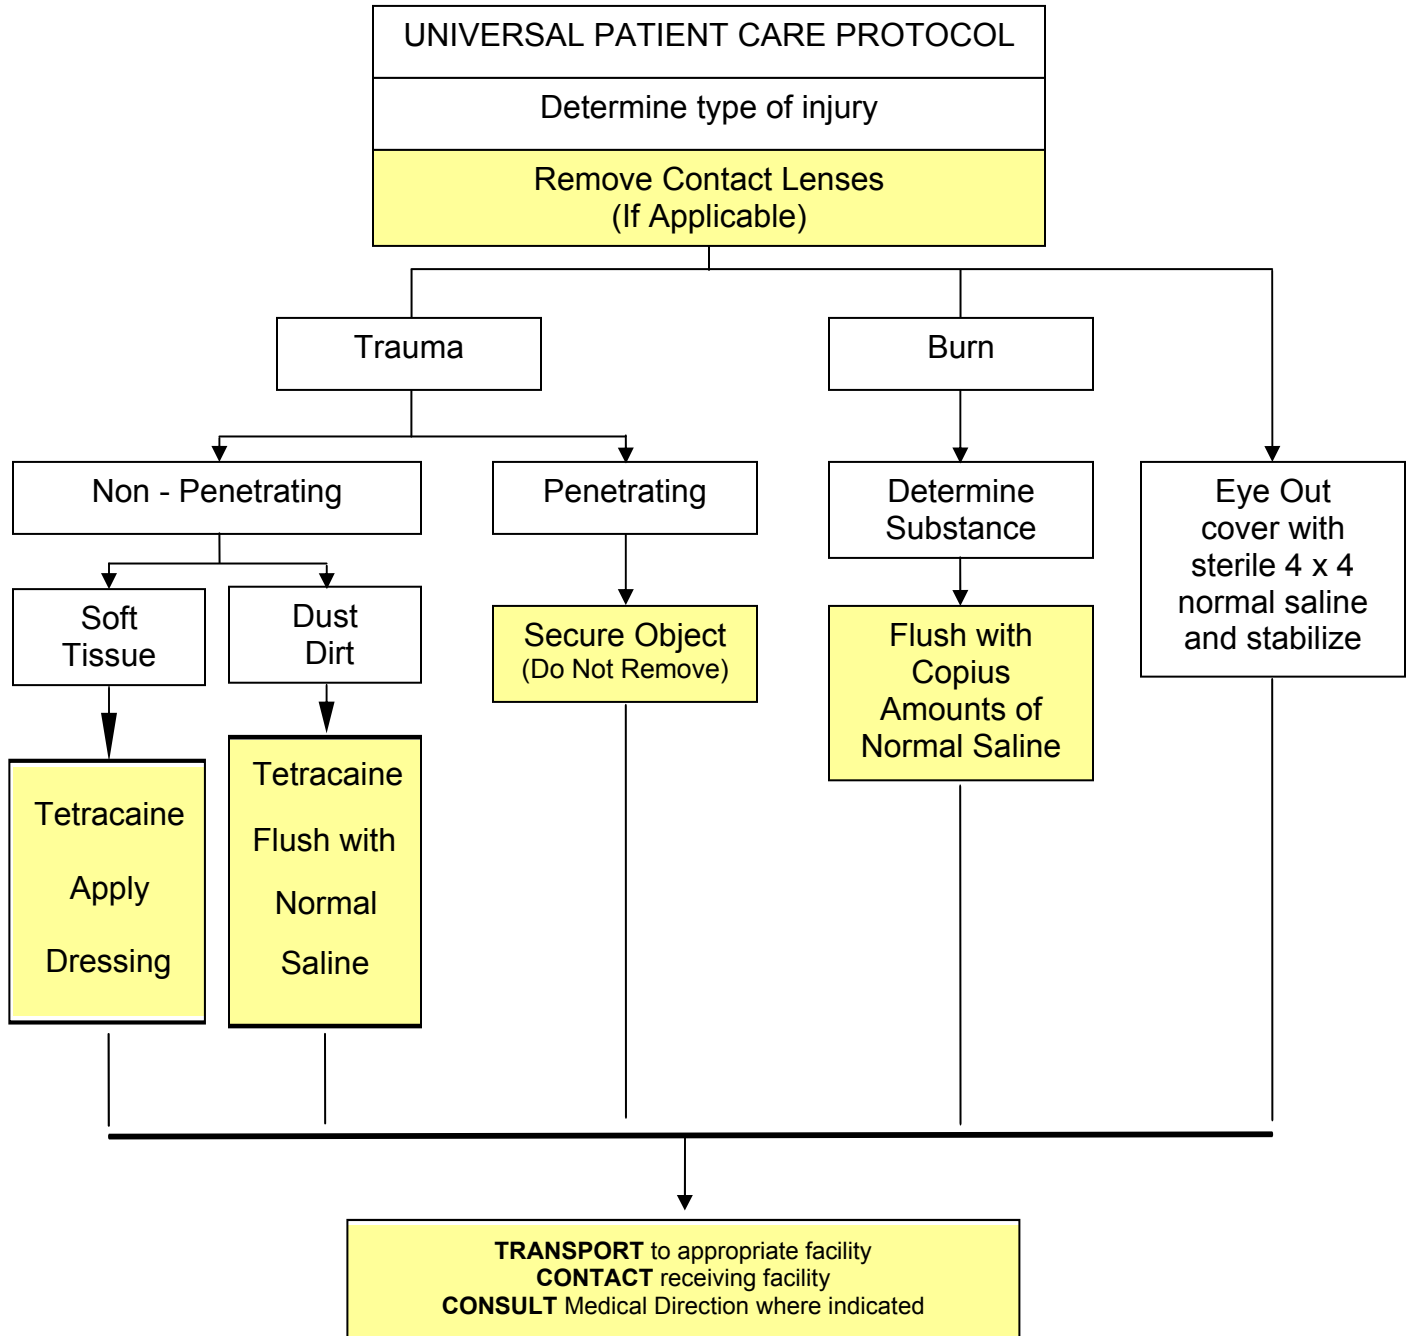 UNIVERSAL PATIENT CARE PROTOCOL
Determine type of injury
Remove Contact Lenses
(If Applicable)
Trauma
Burn
Non - Penetrating
Penetrating
Determine
Substance
Eye Out
cover with
sterile 4 x 4
normal saline
and stabilize
Soft
Tissue
Dust
Dirt
Secure Object
(Do Not Remove)
Flush with
Copius
Amounts of
Normal Saline
Tetracaine
Apply
Dressing
Tetracaine
Flush with
Normal
Saline
TRANSPORT to appropriate facility
CONTACT receiving facility
CONSULT Medical Direction where indicated